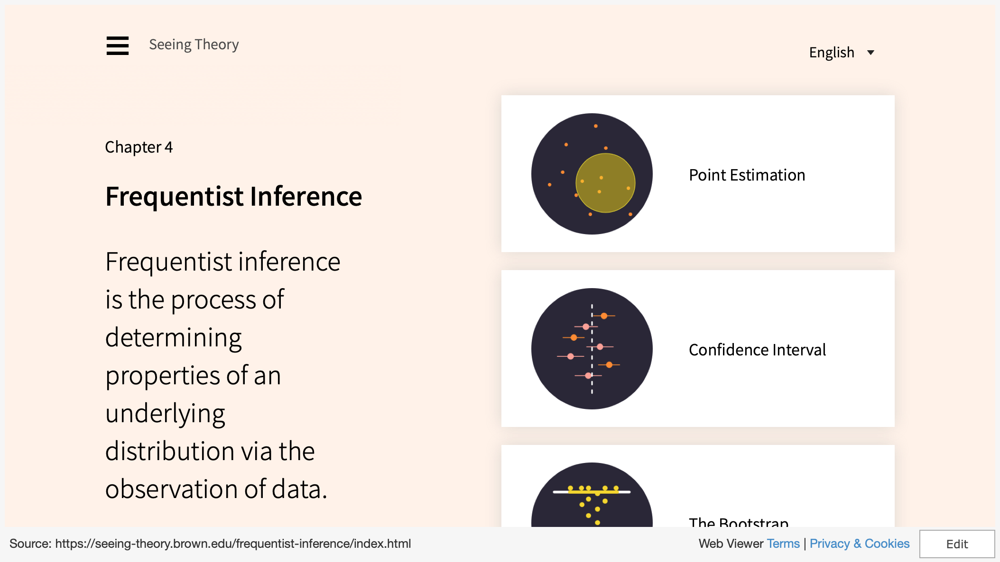 Seeing Theory
English
Chapter 4
Frequentist Inference
Frequentist inference
is the process of
determining
properties of an
underlying
distribution via the
observation of data.
Point Estimation
Confidence Interval
The Bootstrap
Source: https://seeing-theory.brown.edu/frequentist-inference/index.html
Web Viewer Terms | Privacy & Cookies
Edit